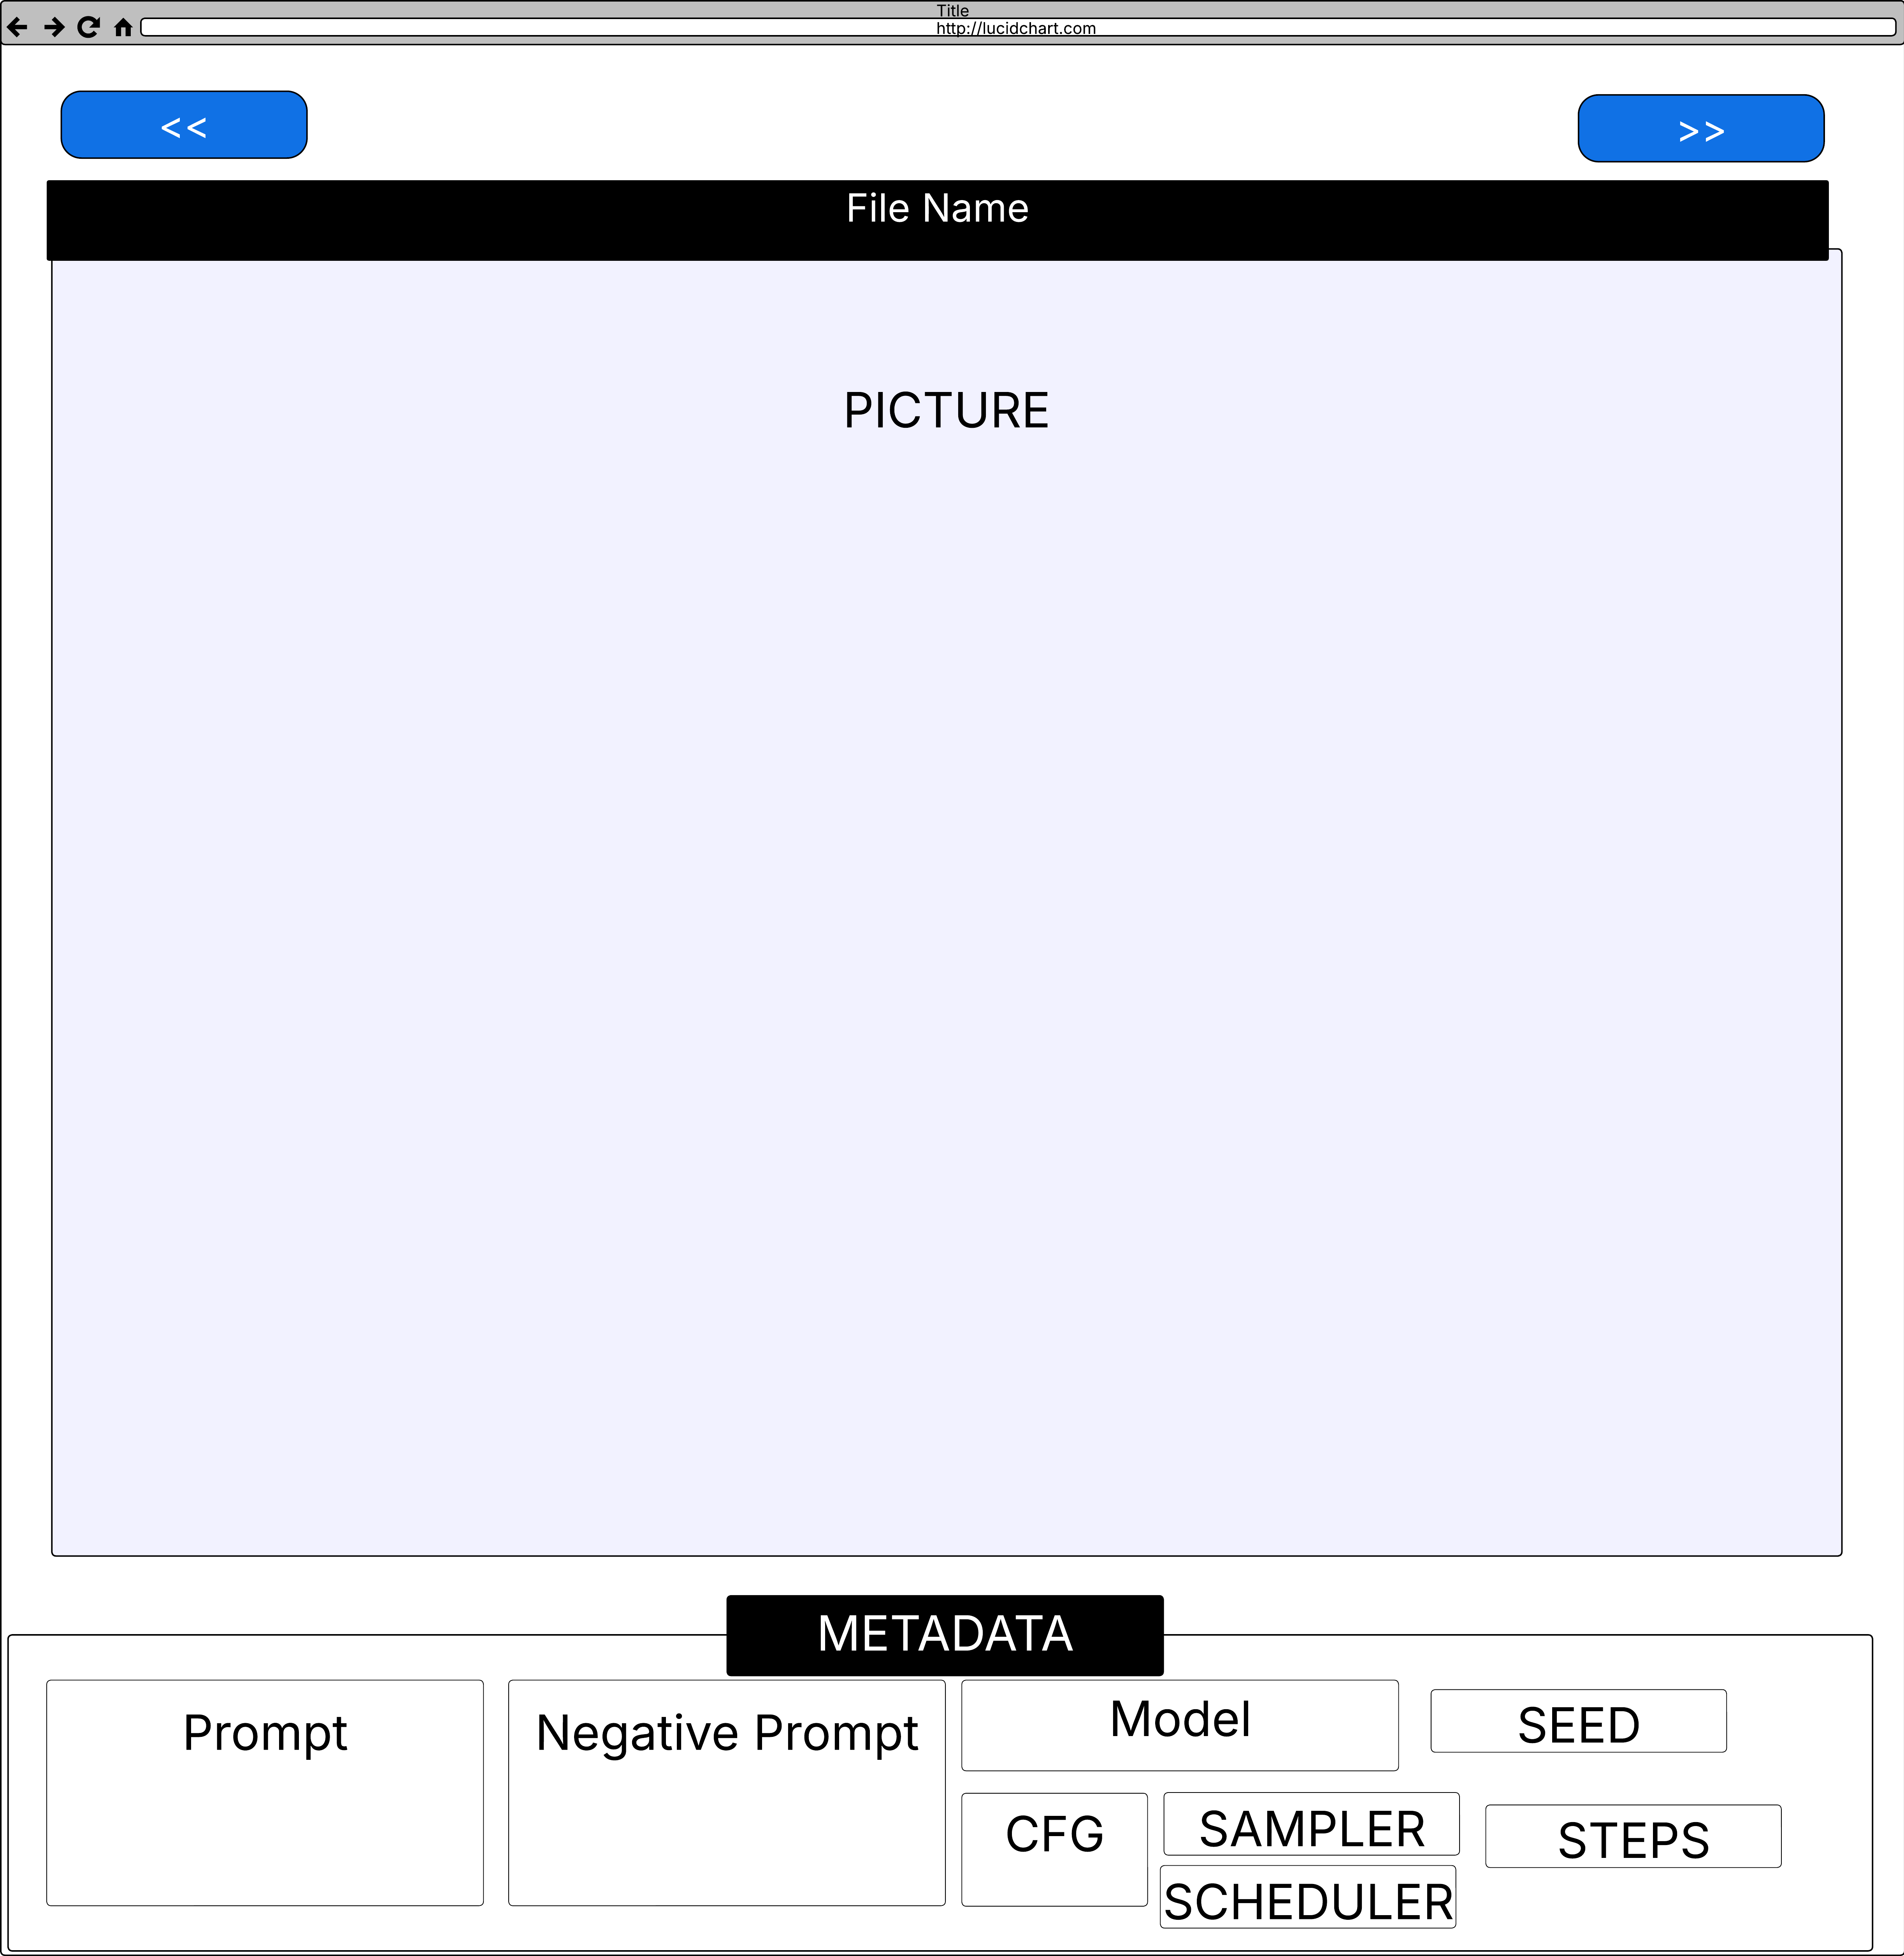 Title
http://lucidchart.com
<<
>>
File Name
PICTURE
METADATA
Prompt
Negative Prompt
Model
SEED
CFG
SAMPLER
STEPS
SCHEDULER